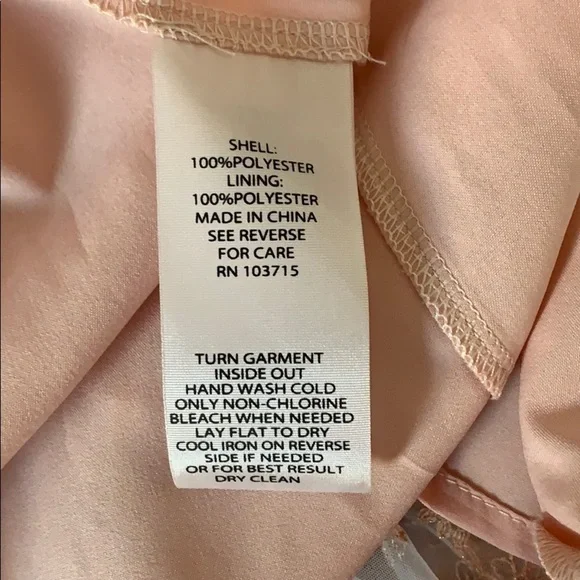 SHELL:
100%POLYESTER
LINING:
100%POLYESTER
MADE IN CHINA
SEE REVERSE
FOR CARE
RN 103715
TURN GARMENT
INSIDE OUT
HAND WASH COLD
ONLY NON-CHLORINE
BLEACH WHEN NEEDED
LAY FLAT TO DRY
COOL IRON ON REVERSE
SIDE IF NEEDED
OR FOR BEST RESULT
DRY CLEAN